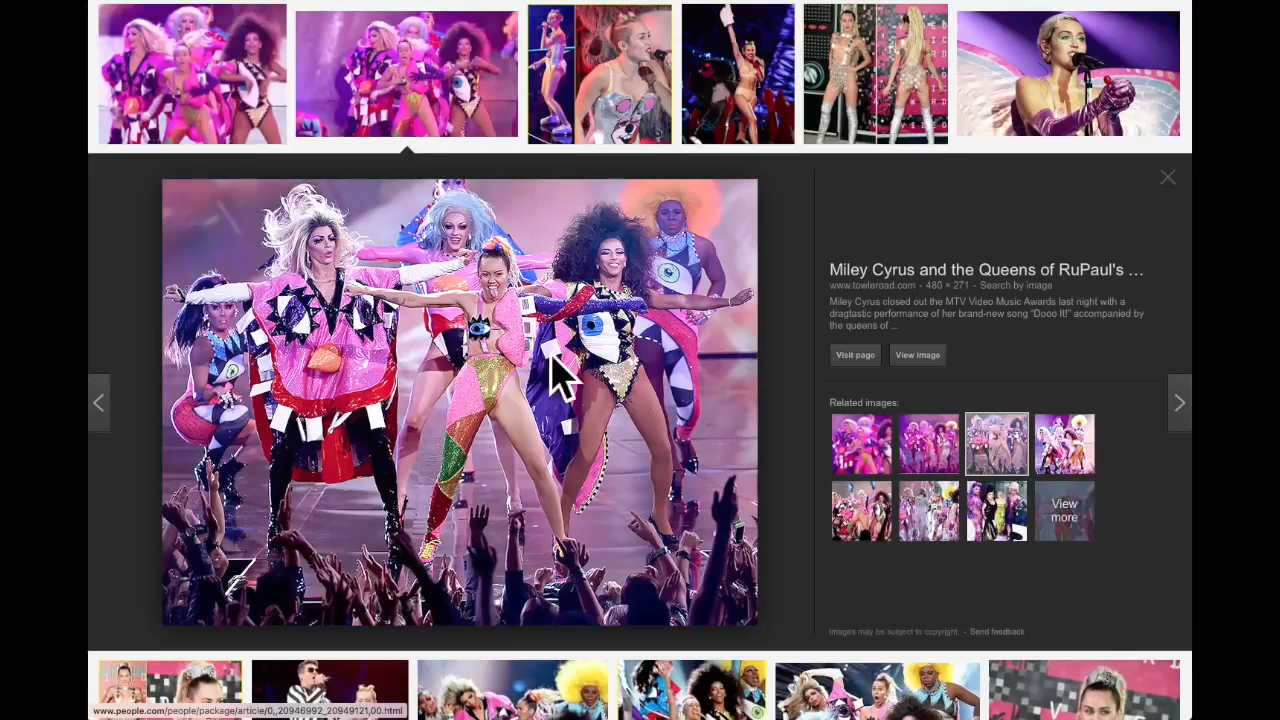 Miley Cyrus and the Queens of RuPaul's ...
www.towleroad.com - 480 × 271 - Search by image
Miley Cyrus closed out the MTV Video Music Awards last night with a
dragtastic performance of her brand-new song “Dooo It!” accompanied by
the queens of ...
Visit page
View image
Related images:
View
more
Images may be subject to copyright. - Send feedback
www.people.com/people/package/article/0,,20946992_20949121,00.html